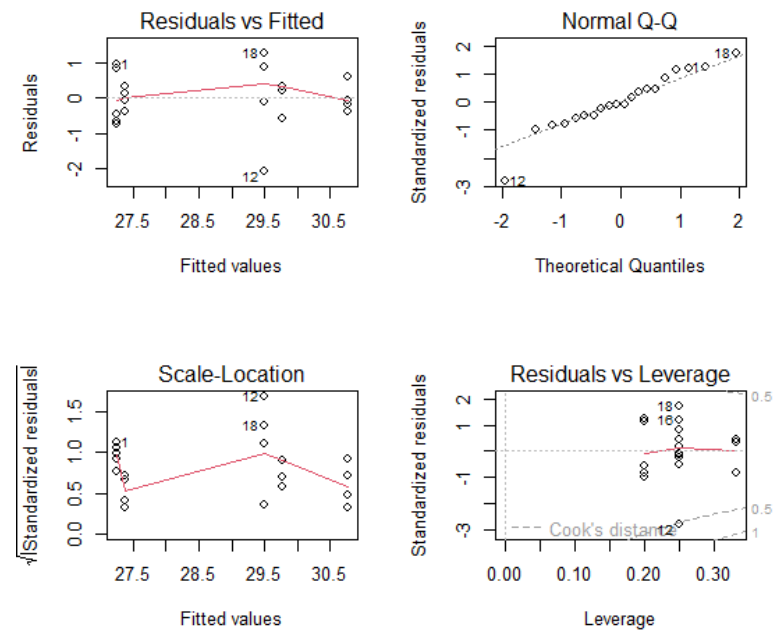 Residuals vs Fitted
Residuals
1
0
-1
-2
18
1
12
27.5 28.5 29.5 30.5
Fitted values
Normal Q-Q
Standardized residuals
2
1
0
-1
-3
18
1
12
-2 -1 0 1 2
Theoretical Quantiles
Scale-Location
√|Standardized residuals|
1.5
1.0
0.5
0.0
12
18
1
27.5 28.5 29.5 30.5
Fitted values
Residuals vs Leverage
Standardized residuals
2
1
-1
-3
18
16
12
0.5
0.5
1
Cook's distance
0.00 0.10 0.20 0.30
Leverage